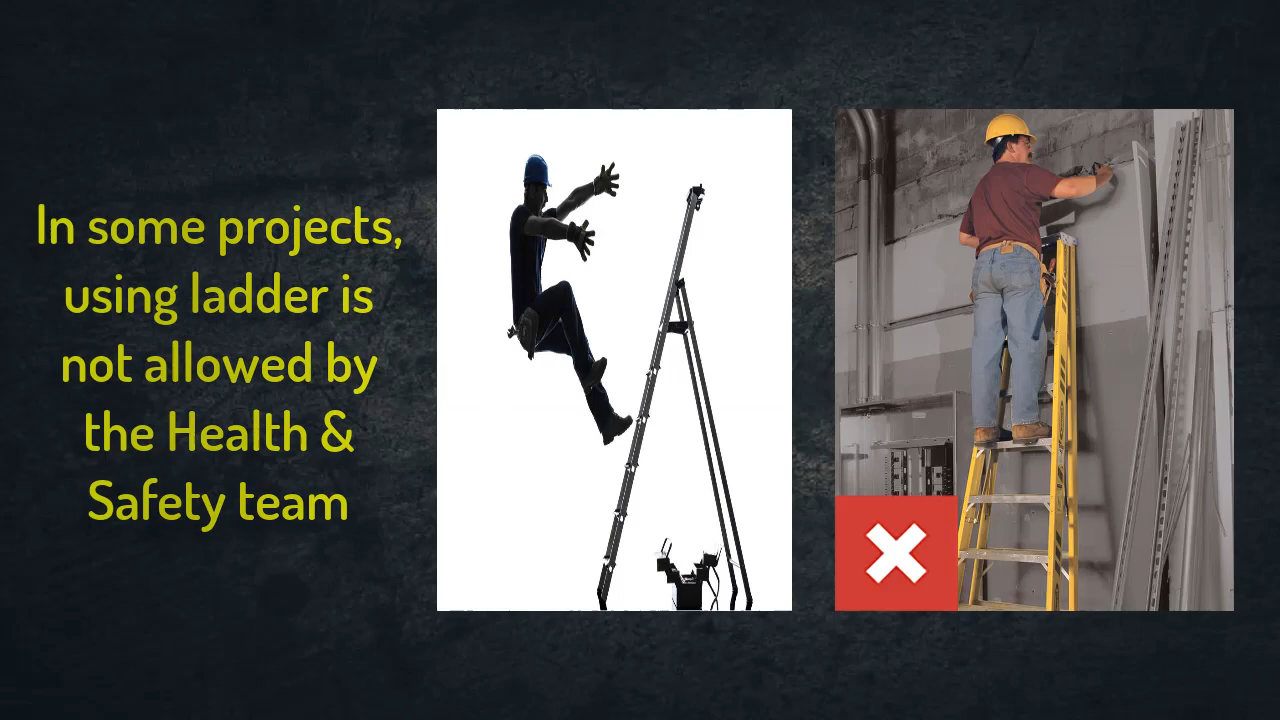 In some projects,
using ladder is
not allowed by
the Health &
Safety team